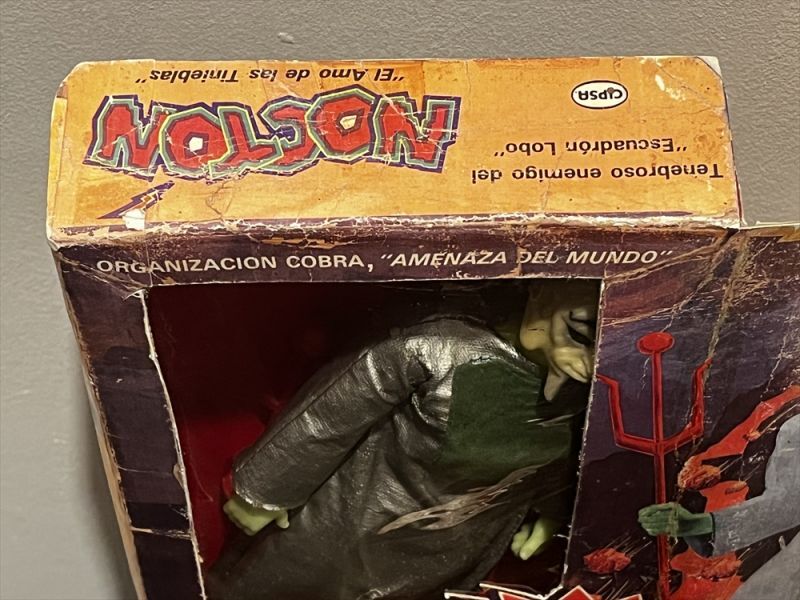 Tenebroso enemigo del
"Escuadrón Lobo"
CIPSA
NOCTON
"El Amo de las Tinieblas"
ORGANIZACION COBRA, "AMENAZA DEL MUNDO"